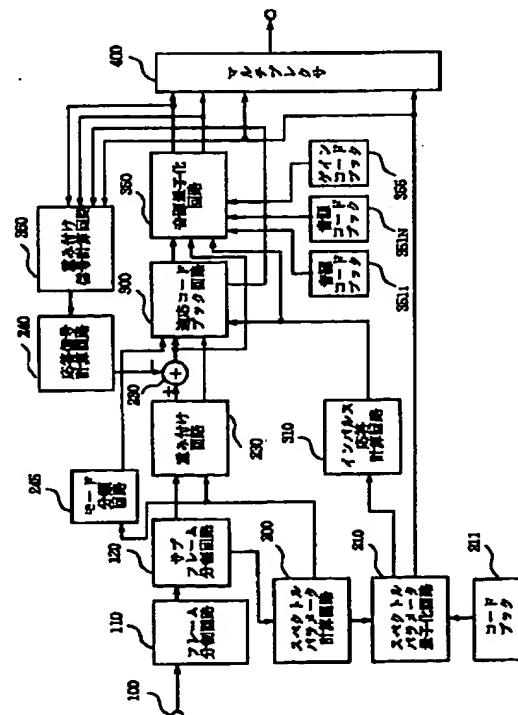 100
110
フレーム
分割回路
120
サブ
フレーム
分割回路
245
モード
分類
回路
200
スペクトル
パラメータ
計算回路
210
スペクトル
パラメータ
量子化回路
211
コードブック
230
重み付け
回路
240
応答信号
計算回路
360
重み付け
信号計算回路
300
適応コード
ブック回路
310
インパルス
応答
計算回路
350
音源量子化
回路
3511
音源
コード
ブック
351N
音源
コード
ブック
355
ゲイン
コード
ブック
400
マルチプレクサ